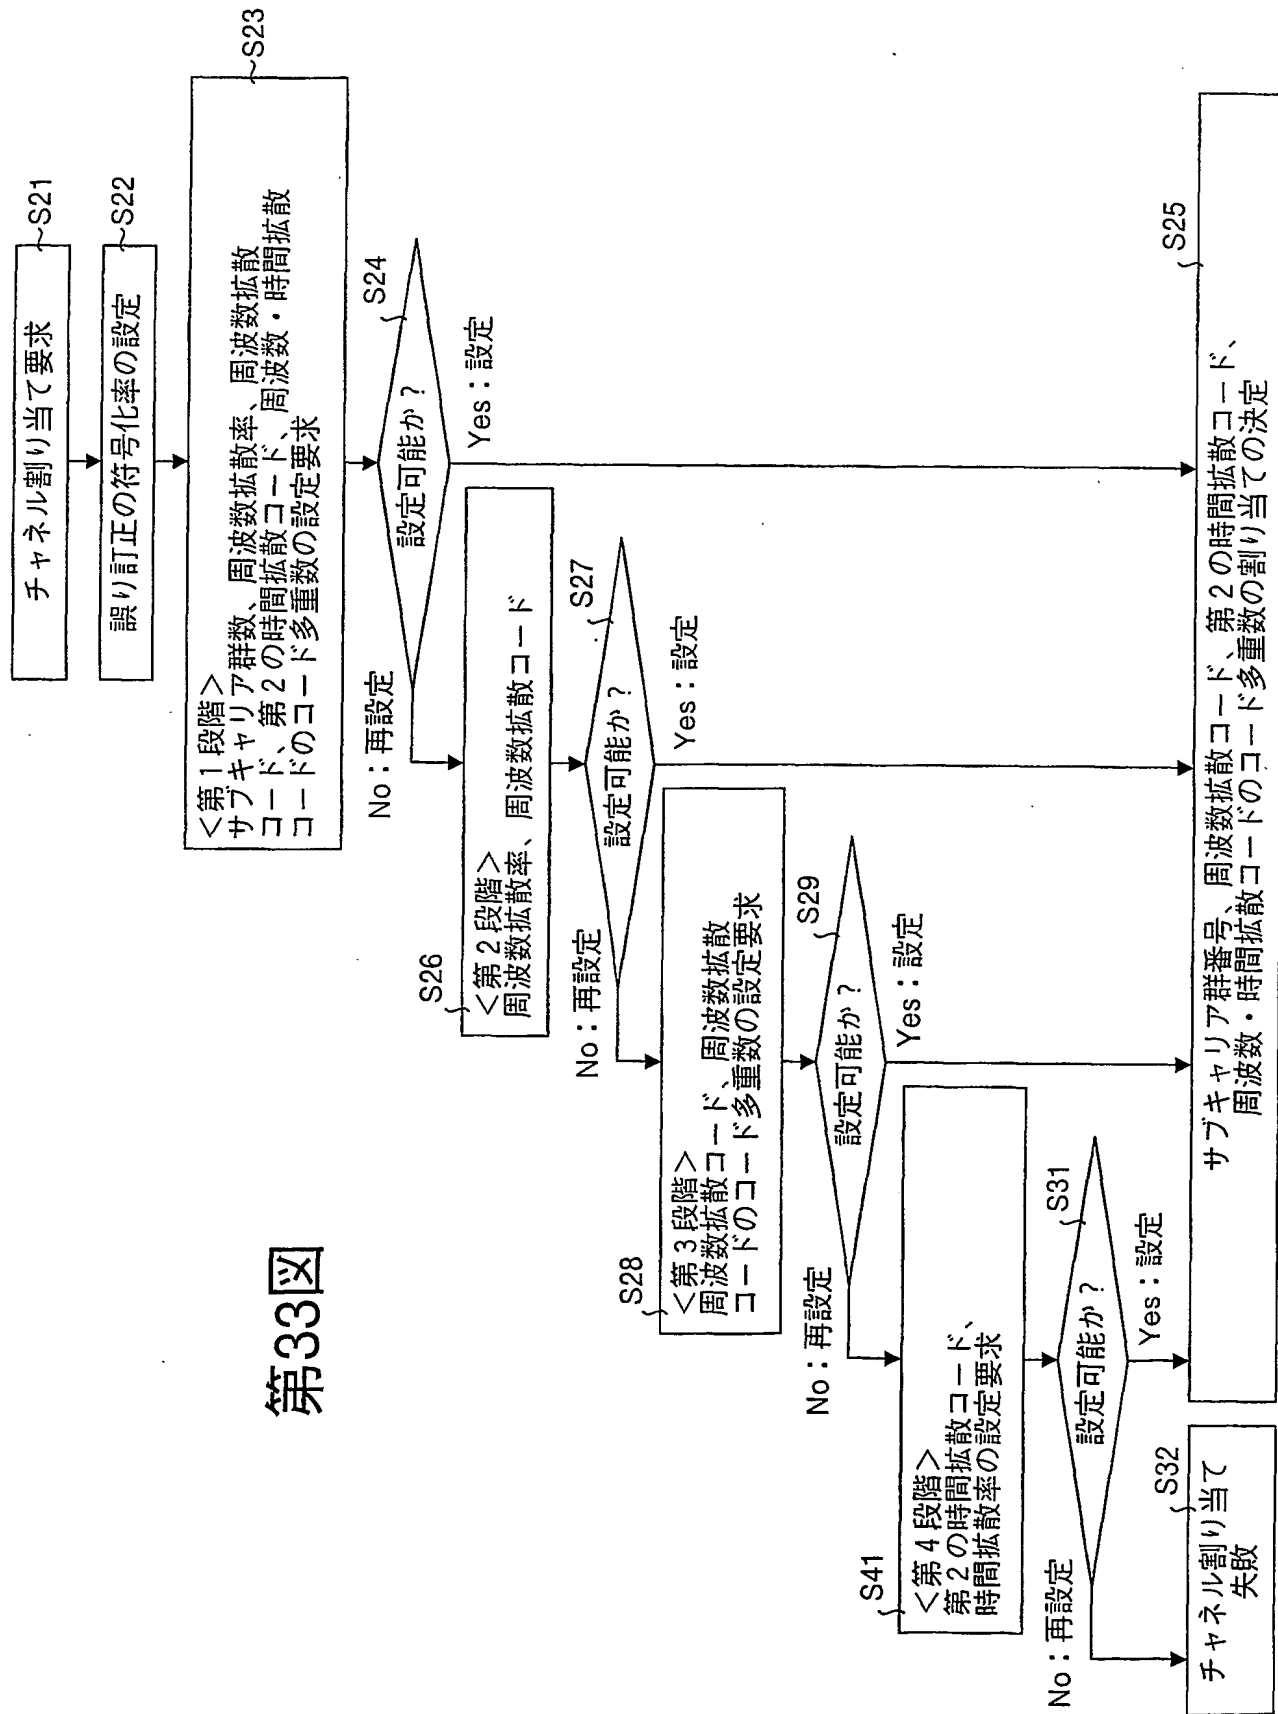 第33図
チャネル割り当て要求
S21
誤り訂正の符号化率の設定
S22
<第1段階>
サブキャリア群数、周波数拡散率、周波数拡散
コード、第2の時間拡散コード、周波数・時間拡散
コードのコード多重数の設定要求
S23
設定可能か?
S24
No:再設定
Yes:設定
S26
<第2段階>
周波数拡散率、周波数拡散コード
設定可能か?
S27
No:再設定
Yes:設定
S28
<第3段階>
周波数拡散コード、周波数拡散
コードのコード多重数の設定要求
設定可能か?
S29
No:再設定
Yes:設定
S41
<第4段階>
第2の時間拡散コード、
時間拡散率の設定要求
設定可能か?
S31
No:再設定
Yes:設定
S32
チャネル割り当て
失敗
S25
サブキャリア群番号、周波数拡散コード、第2の時間拡散コード、
周波数・時間拡散コードのコード多重数の割り当ての決定